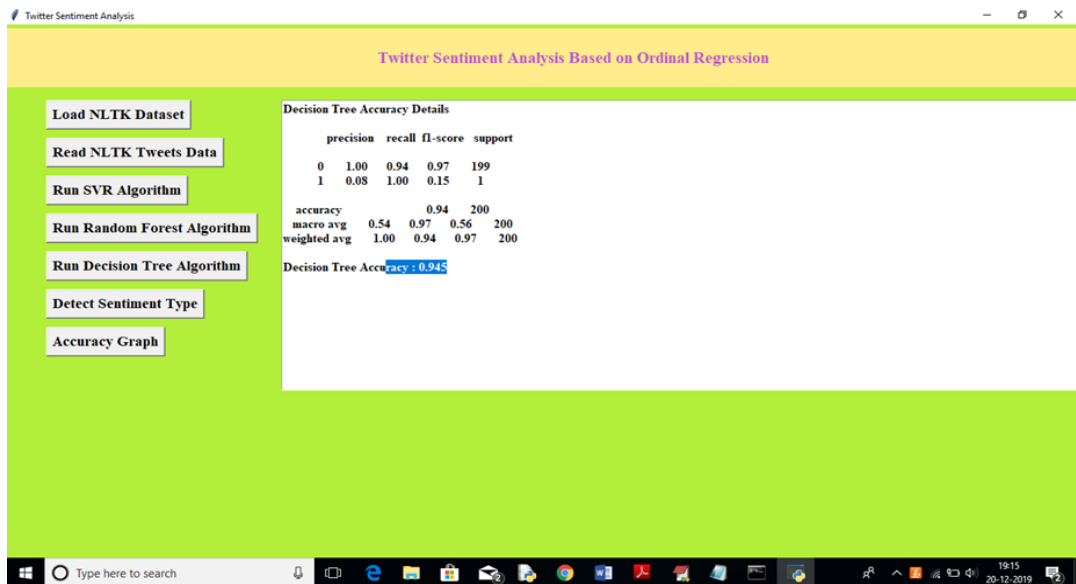 Twitter Sentiment Analysis
Twitter Sentiment Analysis Based on Ordinal Regression
Load NLTK Dataset
Read NLTK Tweets Data
Run SVR Algorithm
Run Random Forest Algorithm
Run Decision Tree Algorithm
Detect Sentiment Type
Accuracy Graph
Decision Tree Accuracy Details
precision recall f1-score support
0 1.00 0.94 0.97 199
1 0.08 1.00 0.15 1
accuracy 0.94 200
macro avg 0.54 0.97 0.56 200
weighted avg 1.00 0.94 0.97 200
Decision Tree Accuracy : 0.945
Type here to search
19:15
20-12-2019